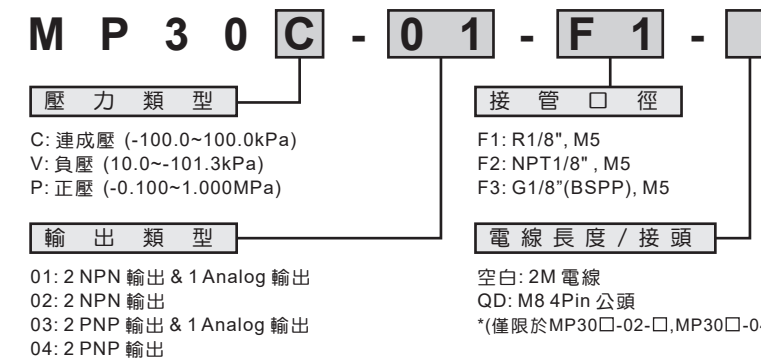 MP30C-01-F1-
壓力類型
C: 連成壓 (-100.0~100.0kPa)
V: 負壓 (10.0~-101.3kPa)
P: 正壓 (-0.100~1.000MPa)
輸出類型
01: 2 NPN 輸出 & 1 Analog 輸出
02: 2 NPN 輸出
03: 2 PNP 輸出 & 1 Analog 輸出
04: 2 PNP 輸出
接管口徑
F1: R1/8", M5
F2: NPT1/8" , M5
F3: G1/8”(BSPP), M5
電線長度/接頭
空白: 2M 電線
QD: M8 4Pin 公頭
*(僅限於MP30□-02-□,MP30□-0